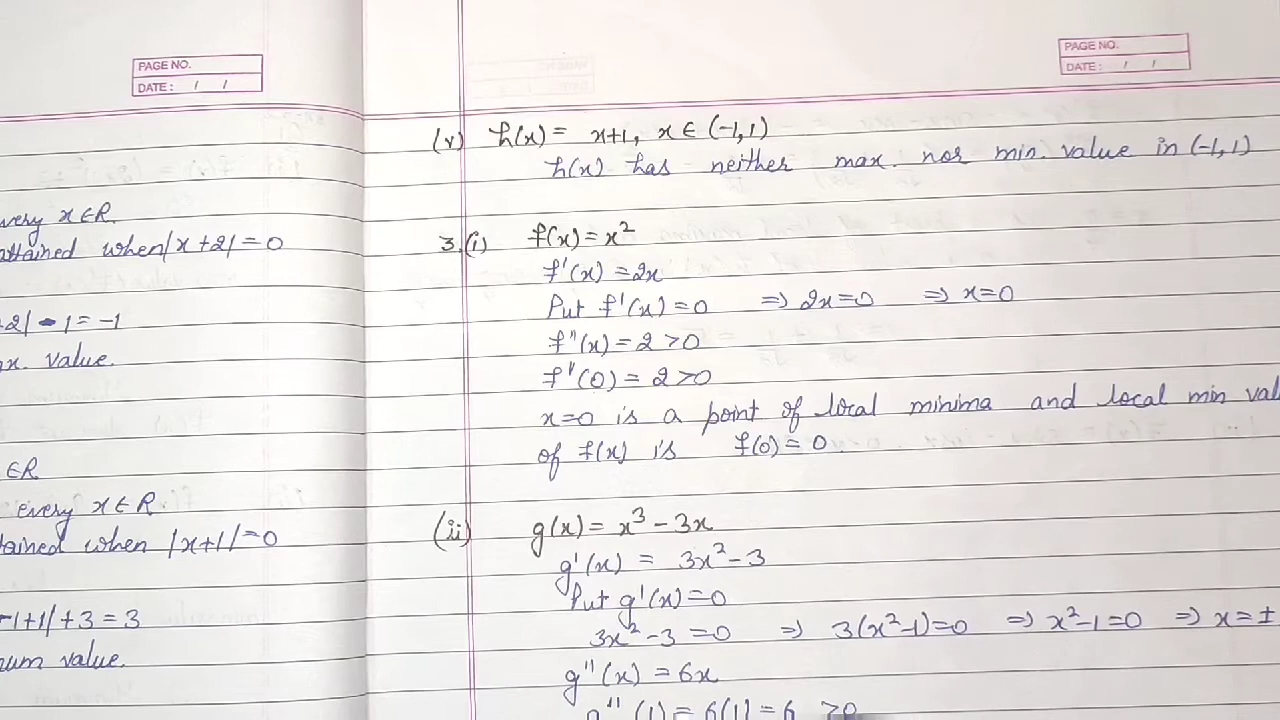 PAGE NO.
DATE : / /
every x ∈ R.
attained when |x+2| = 0
+2| - 1 = -1
x. value.
∈ R
every x ∈ R.
tained when |x+1| = 0
-1+1| + 3 = 3
num value.
PAGE NO.
DATE : / /
(v) h(x) = x+1, x ∈ (-1,1)
h(x) has neither max. nor min. value in (-1,1)
3.(i) f(x) = x²
f'(x) = 2x
Put f'(x) = 0 ⇒ 2x=0 ⇒ x=0
f"(x) = 2 >0
f"(0) = 2 >0
x=0 is a point of local minima and local min val
of f(x) is f(0) = 0.
(ii) g(x) = x³ - 3x
g'(x) = 3x² - 3
Put g'(x) = 0
3x² - 3 = 0 ⇒ 3(x²-1)=0 ⇒ x²-1=0 ⇒ x=±
g"(x) = 6x
g"(1) = 6(1) = 6 >0